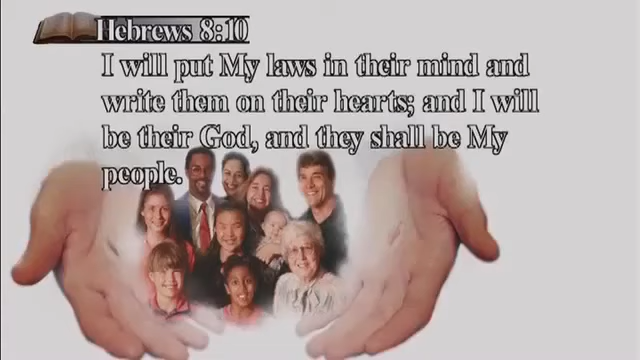 Hebrews 8:10
I will put My laws in their mind and
write them on their hearts; and I will
be their God, and they shall be My
people.